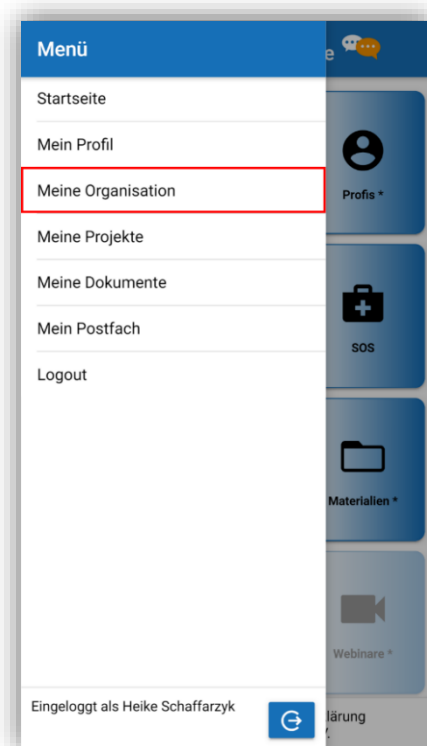 Menü
e
Startseite
Mein Profil
Meine Organisation
Meine Projekte
Meine Dokumente
Mein Postfach
Logout
Profis *
SOS
Materialien *
Webinare *
Eingeloggt als Heike Schaffarzyk
lärung